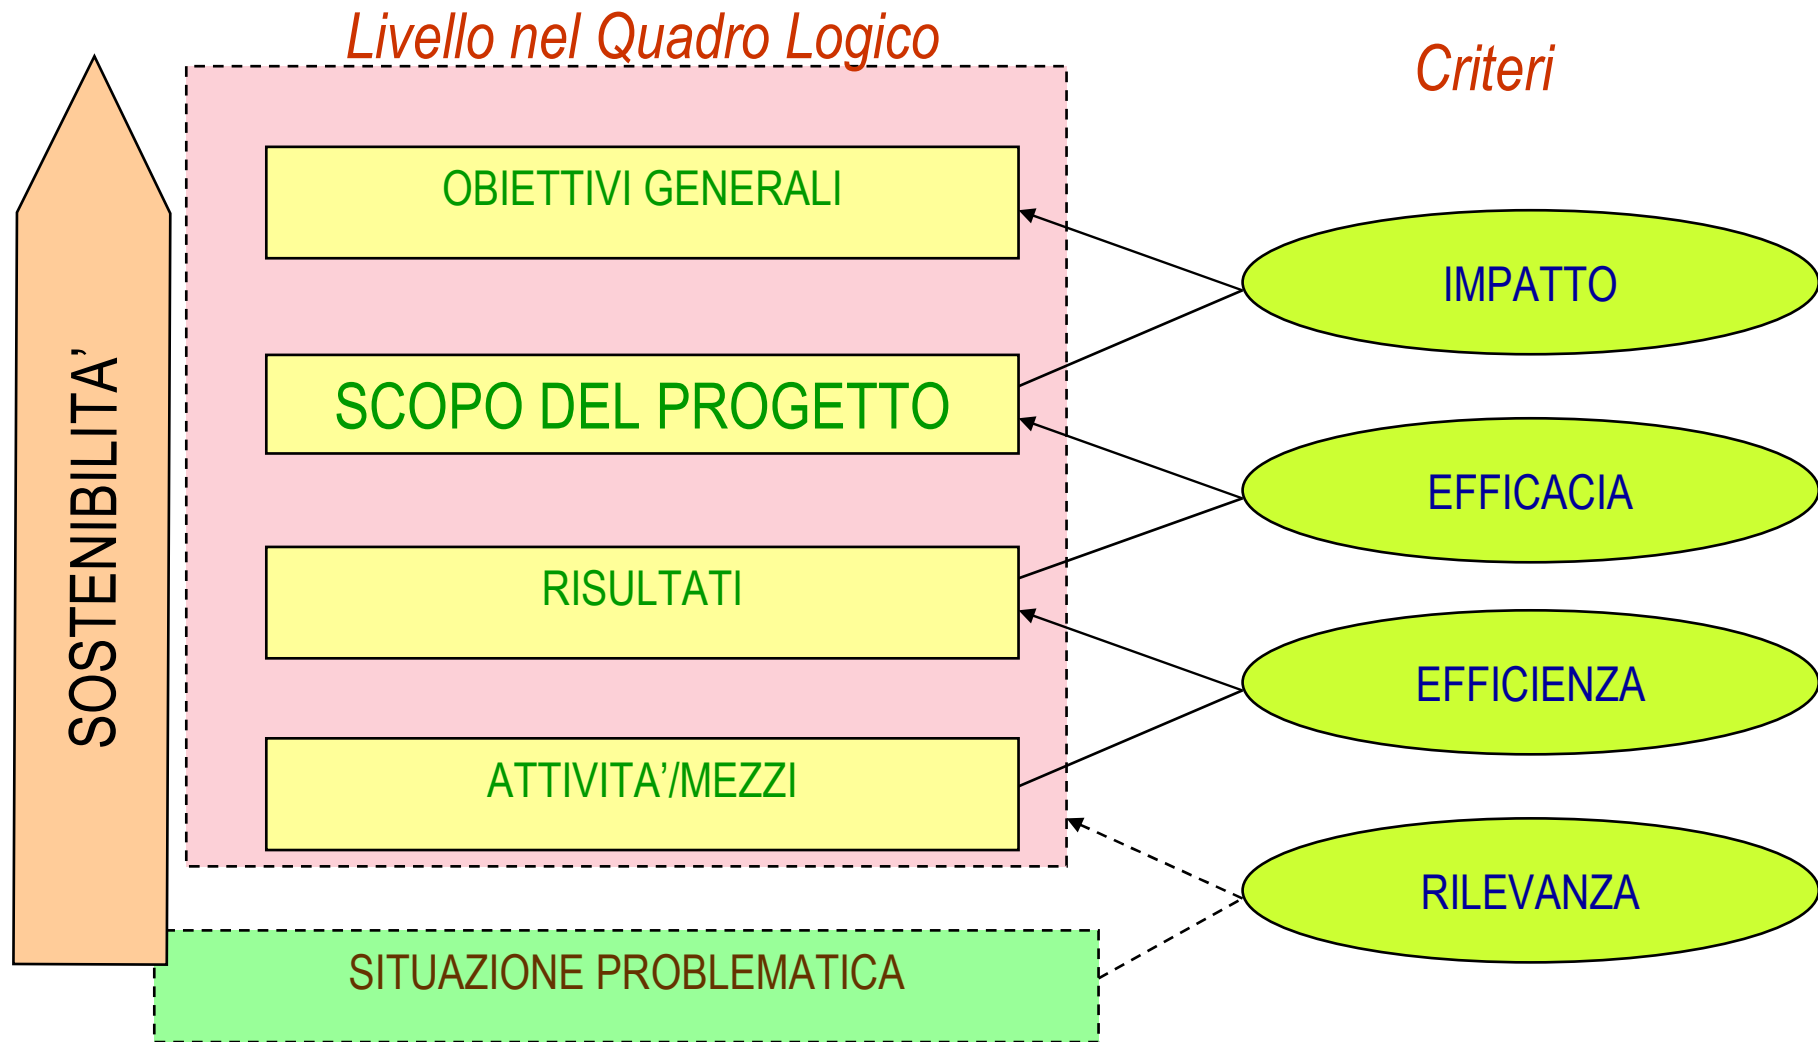 Livello nel Quadro Logico
Criteri
OBIETTIVI GENERALI
IMPATTO
SCOPO DEL PROGETTO
EFFICACIA
RISULTATI
EFFICIENZA
ATTIVITA’/MEZZI
RILEVANZA
SITUAZIONE PROBLEMATICA
SOSTENIBILITA’